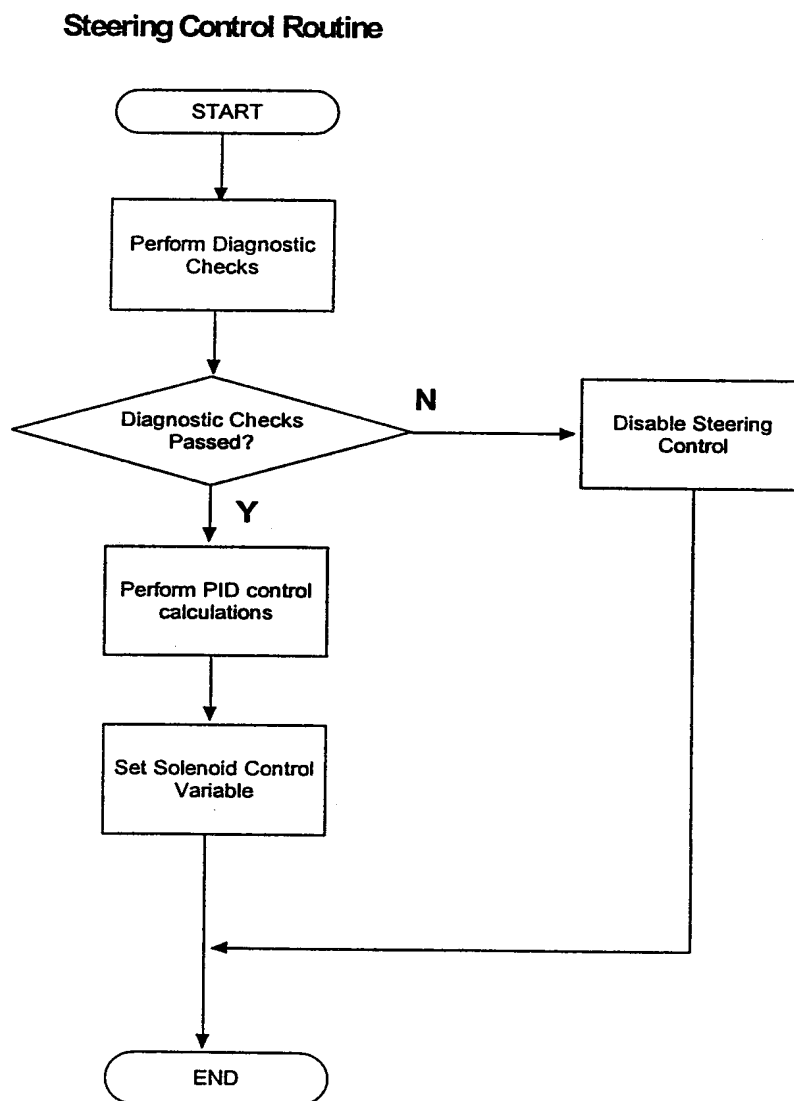 Steering Control Routine
START
Perform Diagnostic
Checks
Diagnostic Checks
Passed?
N
Disable Steering
Control
Y
Perform PID control
calculations
Set Solenoid Control
Variable
END